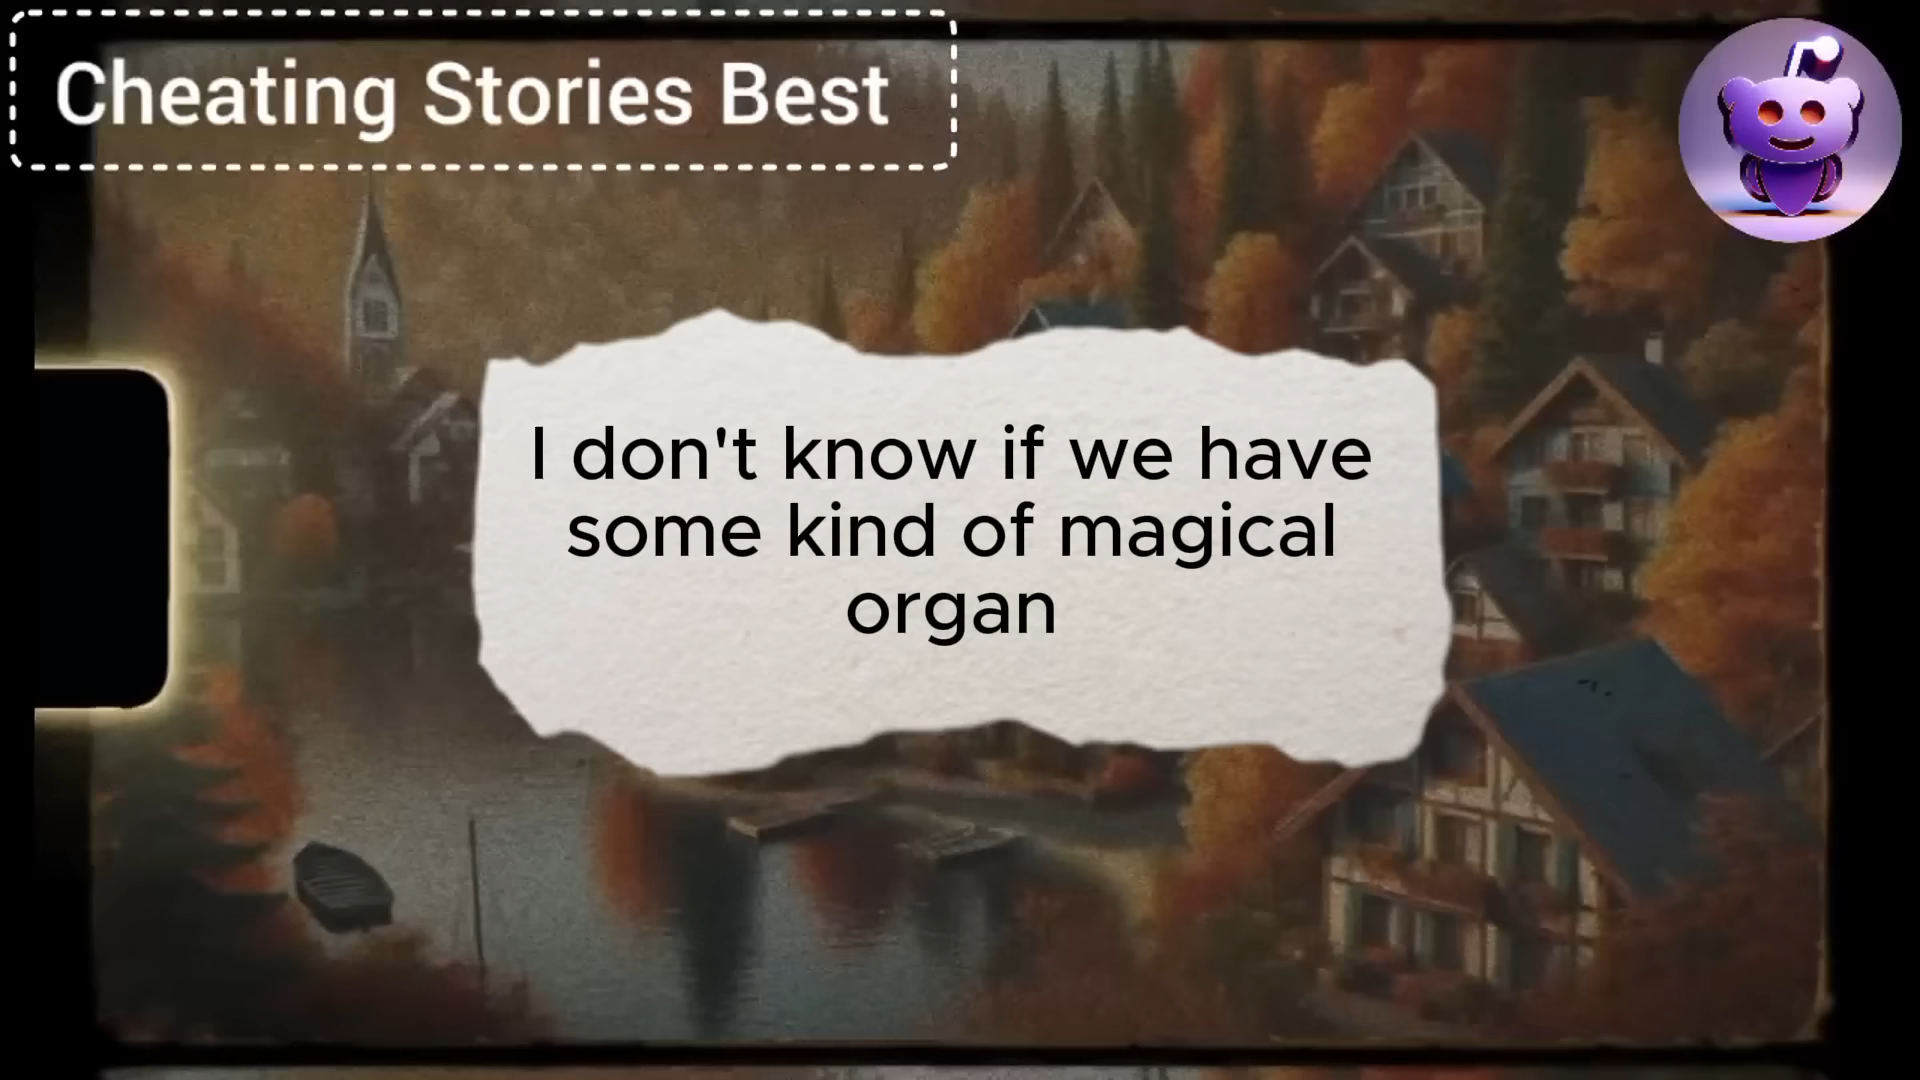 Cheating Stories Best
I don't know if we have
some kind of magical
organ